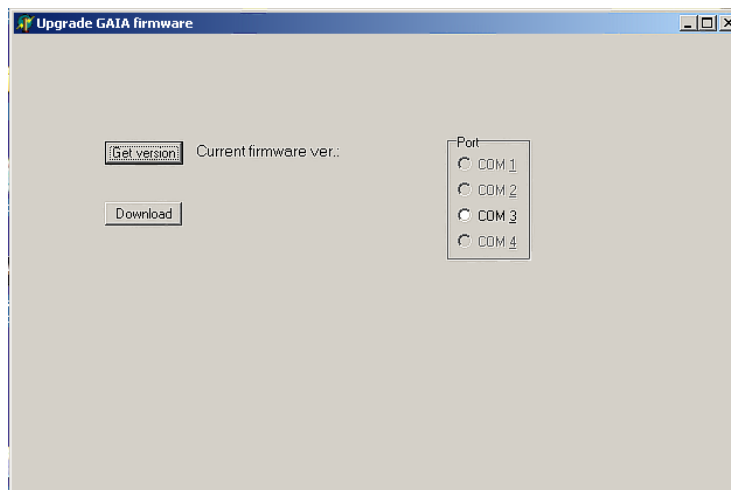 Upgrade GAIA firmware
Get version
Current firmware ver.:
Download
Port
COM 1
COM 2
COM 3
COM 4